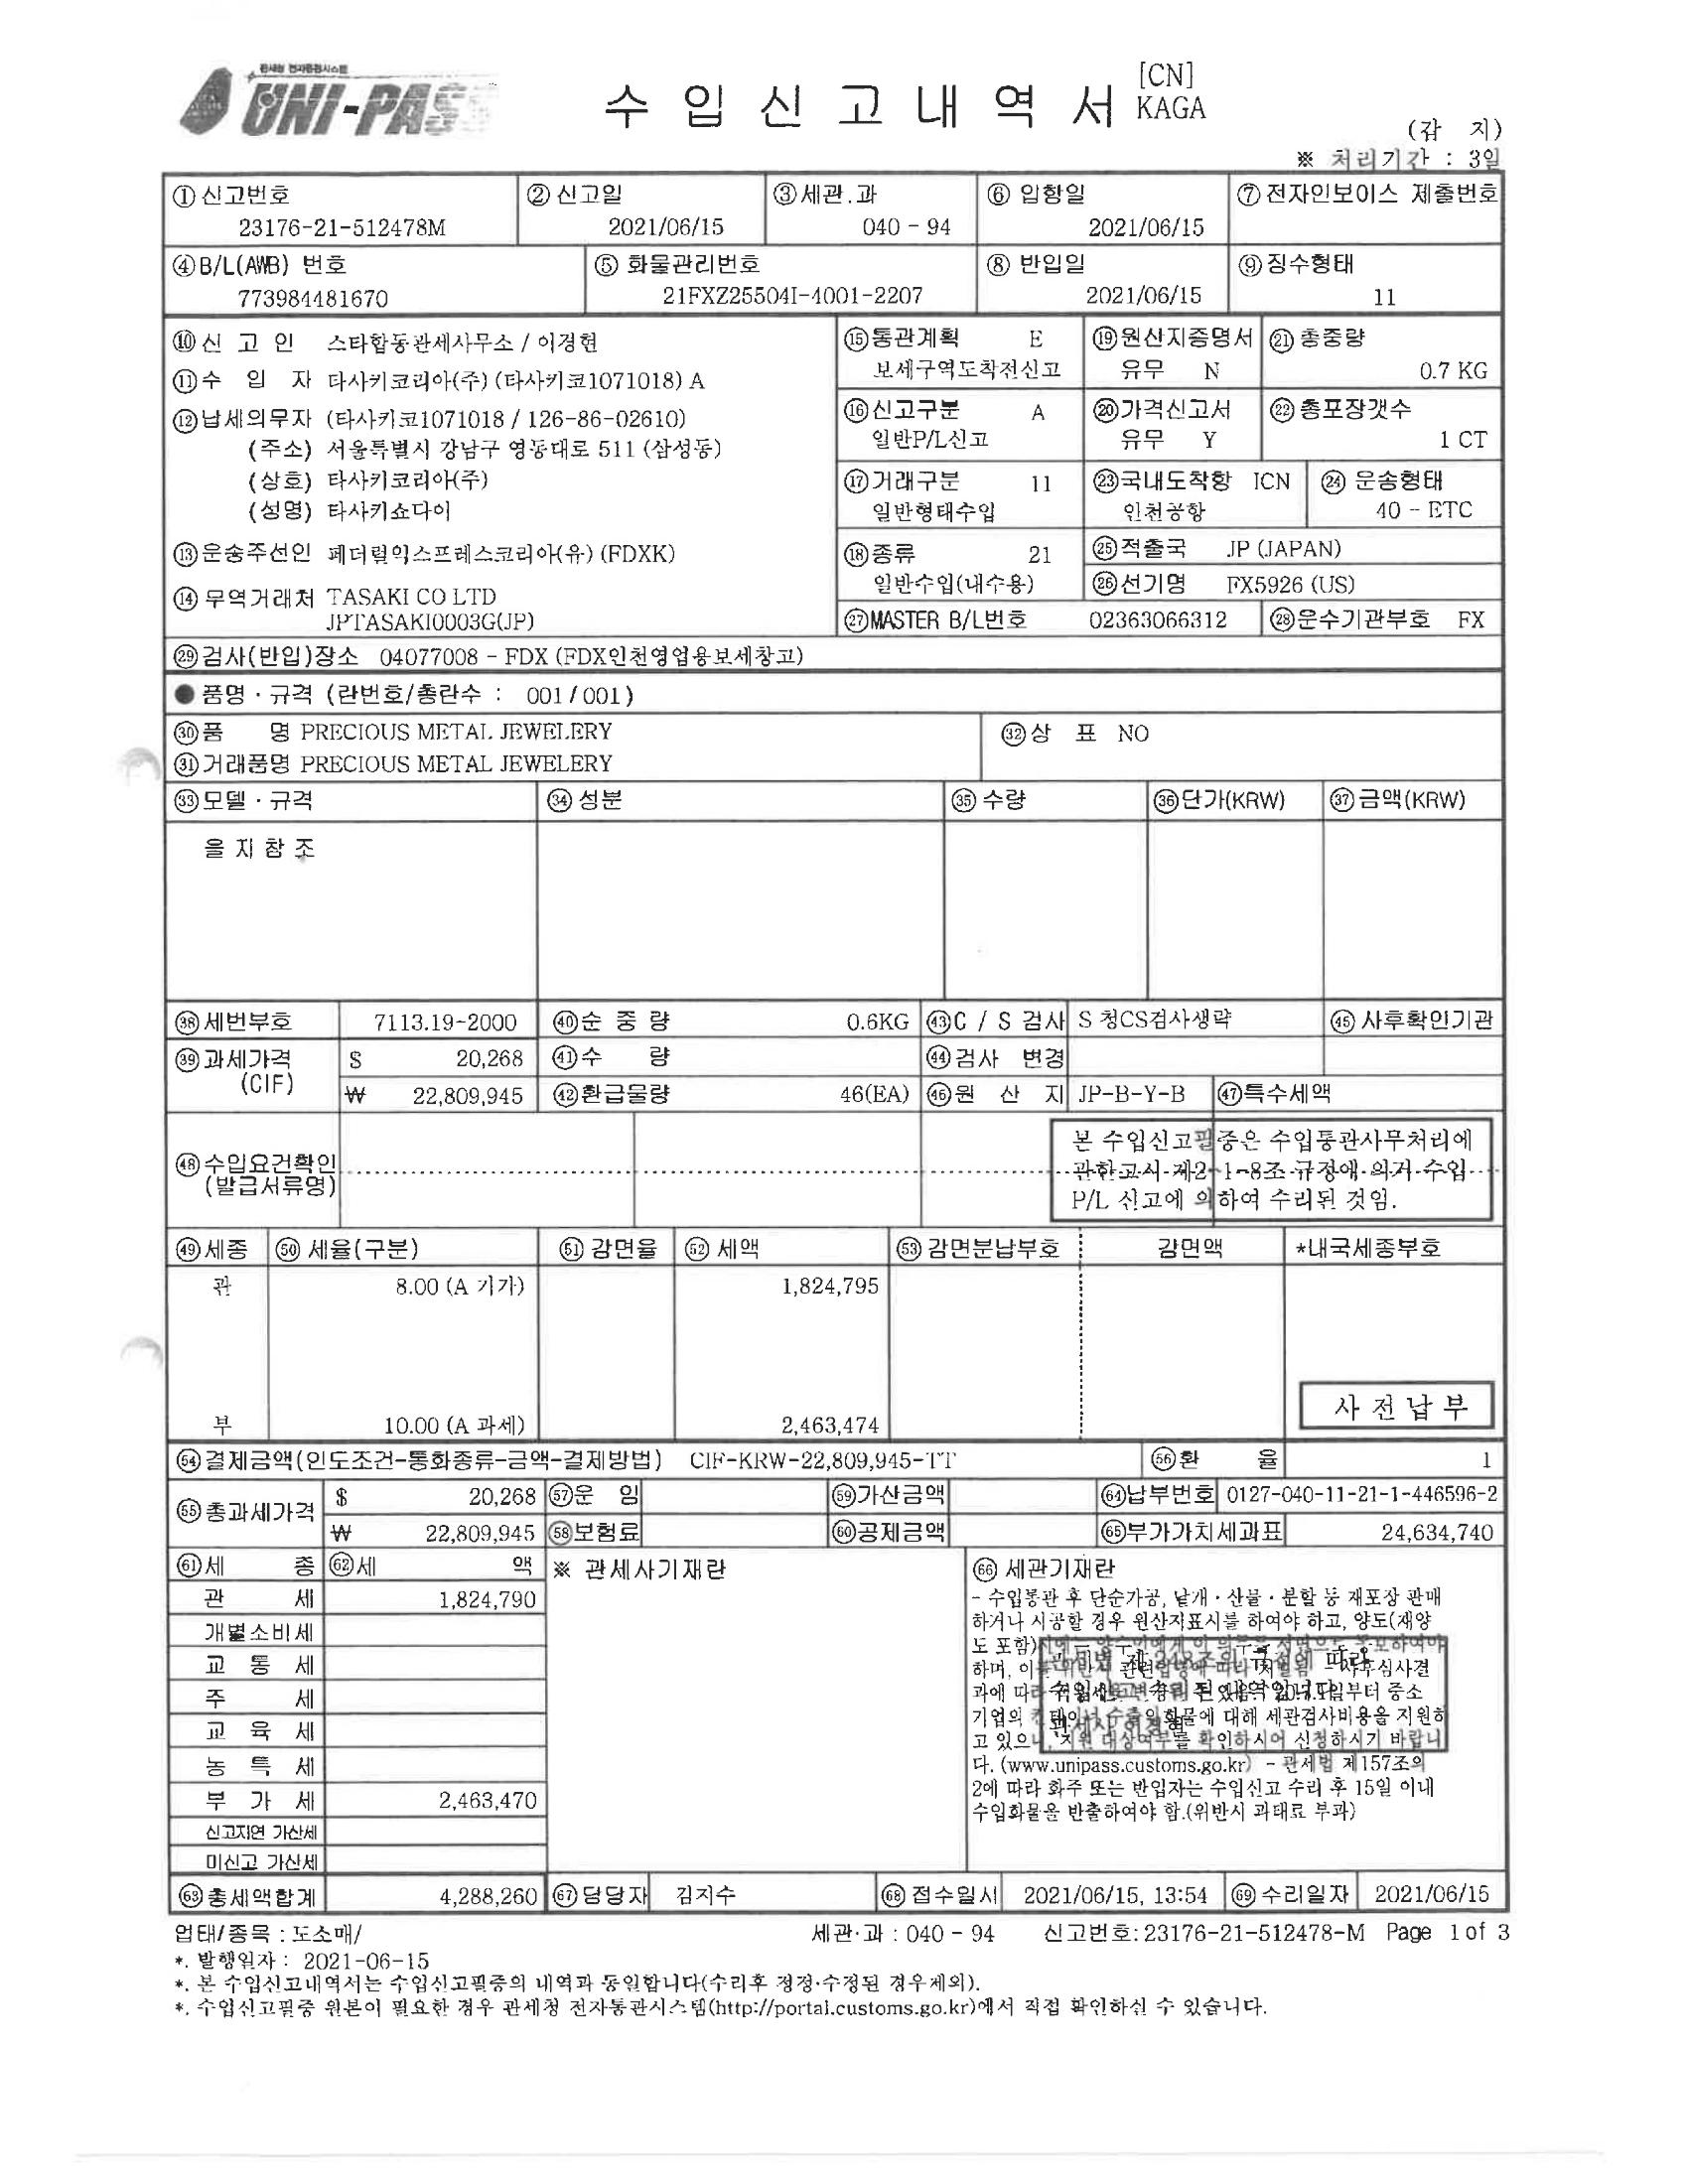 관세청 전자통관시스템
UNI-PASS
수 입 신 고 내 역 서
[CN]
KAGA
(갑 지)
※ 처리기간 : 3일
①신고번호
23176-21-512478M
②신고일
2021/06/15
③세관.과
040 - 94
⑥ 입항일
2021/06/15
⑦전자인보이스 제출번호
④B/L(AWB) 번호
773984481670
⑤ 화물관리번호
21FXZ25504I-4001-2207
⑧ 반입일
2021/06/15
⑨징수형태
11
⑩신 고 인 스타합동관세사무소 / 이경현
⑪수 입 자 타사키코리아(주) (타사키코1071018) A
⑫납세의무자 (타사키코1071018 / 126-86-02610)
(주소) 서울특별시 강남구 영동대로 511 (삼성동)
(상호) 타사키코리아(주)
(성명) 타사키쇼다이
⑬운송주선인 페더럴익스프레스코리아(유) (FDXK)
⑭무역거래처 TASAKI CO LTD
JPTASAKI0003G(JP)
⑮통관계획 E
보세구역도착전신고
⑯신고구분 A
일반P/L신고
⑰거래구분 11
일반형태수입
⑱종류 21
일반수입(내수용)
⑲원산지증명서
유무 N
⑳가격신고서
유무 Y
㉑총중량
0.7 KG
㉒총포장갯수
1 CT
㉓국내도착항 ICN
인천공항
㉔운송형태
40 - ETC
㉕적출국 JP (JAPAN)
㉖선기명 FX5926 (US)
㉗MASTER B/L번호 02363066312
㉘운수기관부호 FX
㉙검사(반입)장소 04077008 - FDX (FDX인천영업용보세창고)
● 품명 · 규격 (란번호/총란수 : 001 / 001)
㉚품 명 PRECIOUS METAL JEWELERY
㉛거래품명 PRECIOUS METAL JEWELERY
㉜상 표 NO
㉝모델 · 규격
㉞성분
㉟수량
㊱단가(KRW)
㊲금액(KRW)
을 지 참 조
㊳세번부호 7113.19-2000
㊴과세가격
(CIF)
$ 20,268
₩ 22,809,945
㊵순 중 량 0.6KG
㊶수 량
㊷환급물량 46(EA)
㊸C / S 검사 S 청CS검사생략
㊹검사 변경
㊺사후확인기관
㊻원 산 지 JP-B-Y-B
㊼특수세액
㊽수입요건확인
(발급서류명)
본 수입신고필증은 수입통관사무처리에
관한고시 제2-1-8조 규정에 의거 수입
P/L 신고에 의하여 수리된 것임.
㊾세종
㊿세율(구분)
(51)감면율
(52)세액
(53)감면분납부호
감면액
*내국세종부호
관 8.00 (A 기가) 1,824,795
부 10.00 (A 과세) 2,463,474
사 전 납 부
(54)결제금액(인도조건-통화종류-금액-결제방법) CIF-KRW-22,809,945-TT
(56)환 율 1
(55)총과세가격
$ 20,268
₩ 22,809,945
(57)운 임
(58)보험료
(59)가산금액
(60)공제금액
(64)납부번호 0127-040-11-21-1-446596-2
(65)부가가치세과표 24,634,740
(61)세 종 (62)세 액
관 세 1,824,790
개별소비세
교 통 세
주 세
교 육 세
농 특 세
부 가 세 2,463,470
신고지연 가산세
미신고 가산세
※ 관세사기재란
(66)세관기재란
- 수입통관 후 단순가공, 낱개 · 산물 · 분할 등 재포장 판매
하거나 시공할 경우 원산지표시를 하여야 하고, 양도(재양
도 포함)시에는 양수인에게 이 의무를 서면으로 통보하여야
하며, 이를 위반시 관련법령에 따라 처벌됨 - 사후심사결
과에 따라 적용세율이 변경될 수 있음
기업의 컨테이너 수출입화물에 대해 세관검사비용을 지원하
고 있으니, 지원 대상여부를 확인하시어 신청하시기 바랍니
다. (www.unipass.customs.go.kr) - 관세법 제157조의
2에 따라 화주 또는 반입자는 수입신고 수리 후 15일 이내
수입화물을 반출하여야 함.(위반시 과태료 부과)
관세법 제 248조의 규정에 따라
수입신고 수리 된 내역입니다.
관세사 이경현
(63)총세액합계 4,288,260
(67)담당자 김지수
(68)접수일시 2021/06/15, 13:54
(69)수리일자 2021/06/15
업태/종목 : 도소매/
세관·과 : 040 - 94 신고번호: 23176-21-512478-M Page 1 of 3
*. 발행일자 : 2021-06-15
*. 본 수입신고내역서는 수입신고필증의 내역과 동일합니다(수리후 정정·수정된 경우제외).
*. 수입신고필증 원본이 필요한 경우 관세청 전자통관시스템(http://portal.customs.go.kr)에서 직접 확인하실 수 있습니다.